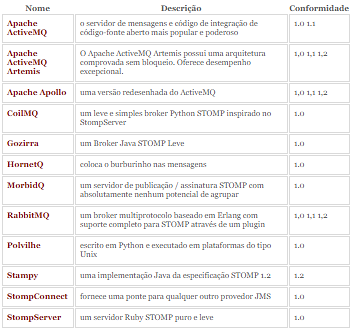 Nome Descrição Conformidade
Apache ActiveMQ o servidor de mensagens e código de integração de código-fonte aberto mais popular e poderoso 1.0 1.1
Apache ActiveMQ Artemis O Apache ActiveMQ Artemis possui uma arquitetura comprovada sem bloqueio. Oferece desempenho excepcional. 1,0 1,1 1,2
Apache Apollo uma versão redesenhada do ActiveMQ 1,0 1,1 1,2
CoilMQ um leve e simples broker Python STOMP inspirado no StompServer 1.0
Gozirra um Broker Java STOMP Leve 1.0
HornetQ coloca o burburinho nas mensagens 1.0
MorbidQ um servidor de publicação / assinatura STOMP com absolutamente nenhum potencial de agrupar 1.0
RabbitMQ um broker multiprotocolo baseado em Erlang com suporte completo para STOMP através de um plugin 1,0 1,1 1,2
Polvilhe escrito em Python e executado em plataformas do tipo Unix 1.0
Stampy uma implementação Java da especificação STOMP 1.2 1.2
StompConnect fornece uma ponte para qualquer outro provedor JMS 1.0
StompServer um servidor Ruby STOMP puro e leve 1.0